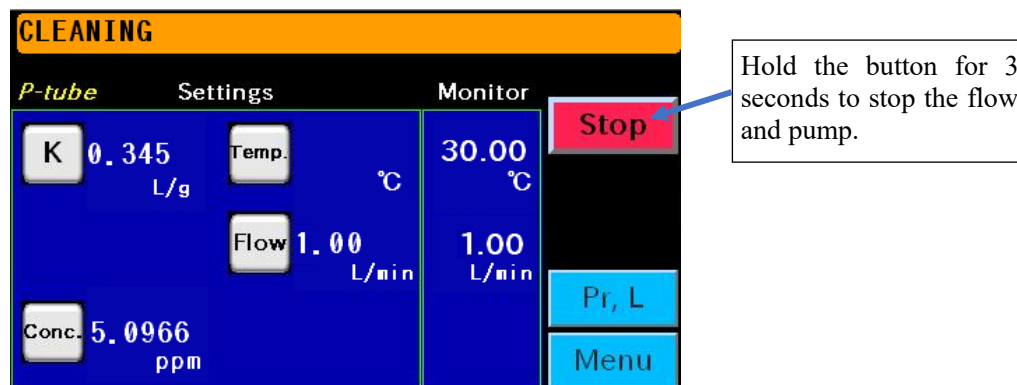 CLEANING
P-tube Settings Monitor
Stop
K 0.345 Temp. 30.00
L/g ℃ ℃
Flow 1.00 1.00
L/min L/min
Pr, L
Conc. 5.0966
ppm
Menu
Hold the button for 3
seconds to stop the flow
and pump.